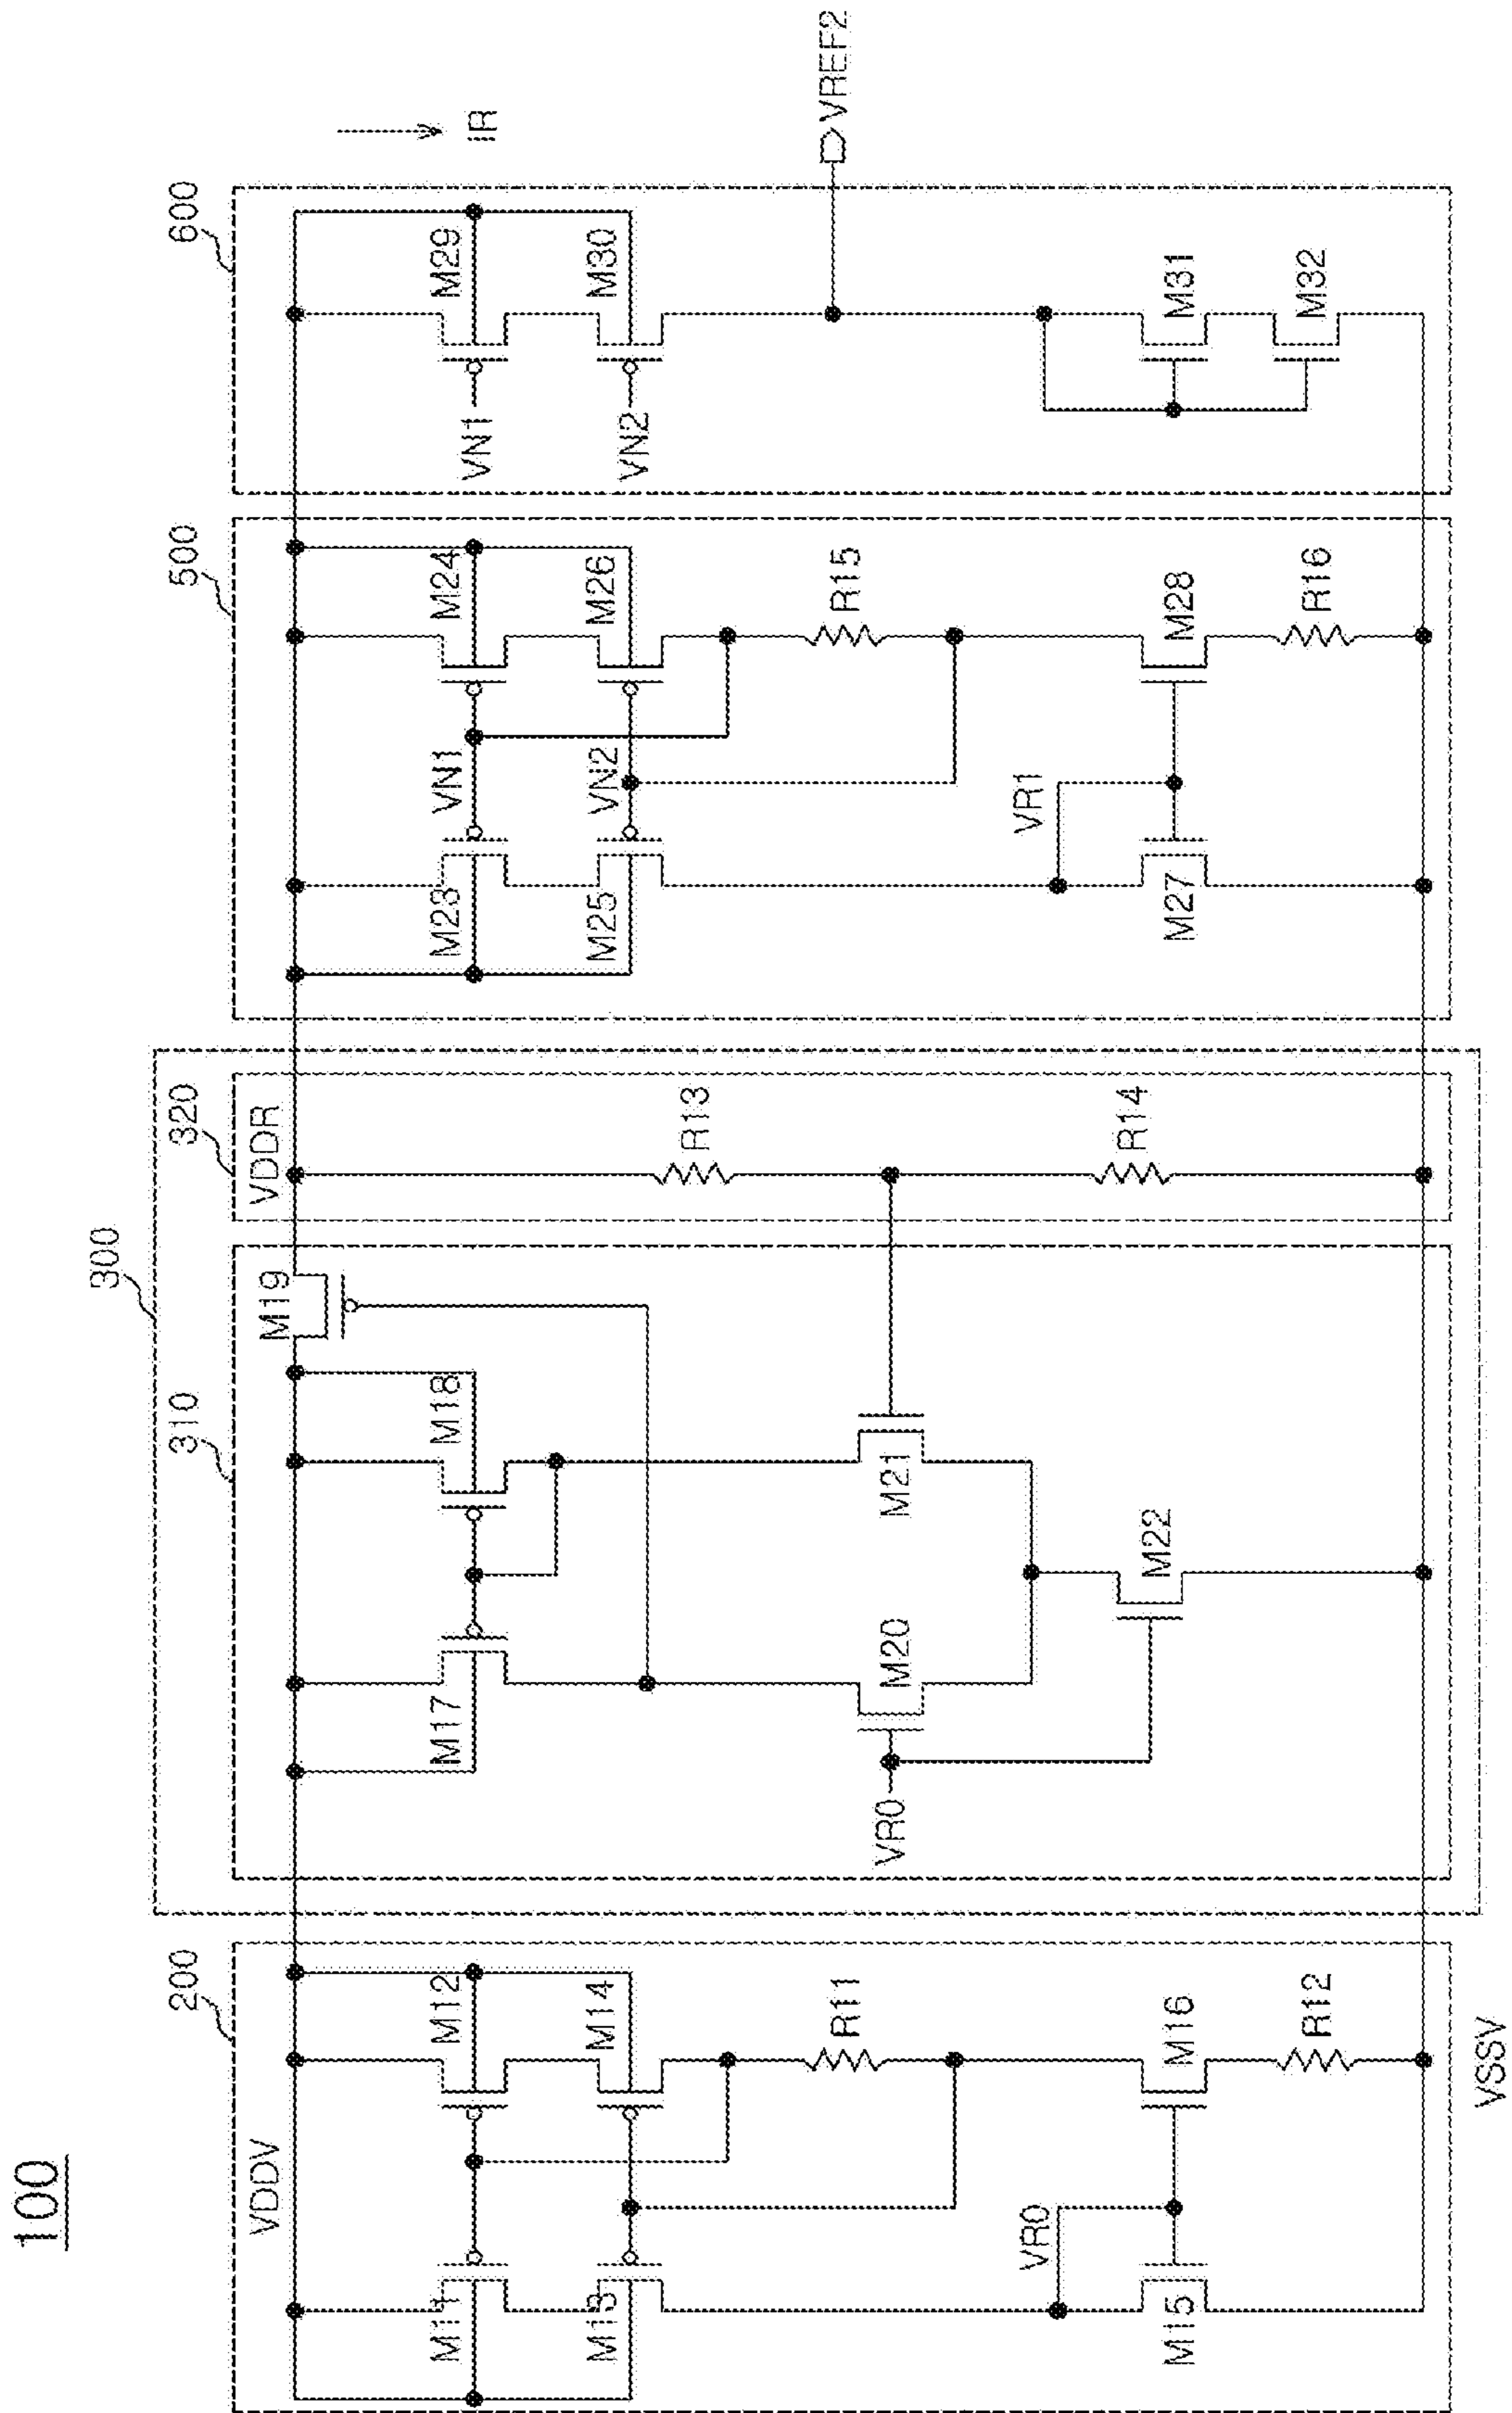 100
200
300
310
320
500
600
VDDV
VDDR
IR
M11
M12
M13
M14
R11
VR0
M15
M16
R12
VSSV
M17
M18
M19
VR0
M20
M21
M22
R13
R14
M23
M24
VN1
M25
M26
VN2
R15
VR1
M27
M28
R16
VN1
M29
VN2
M30
VREF2
M31
M32